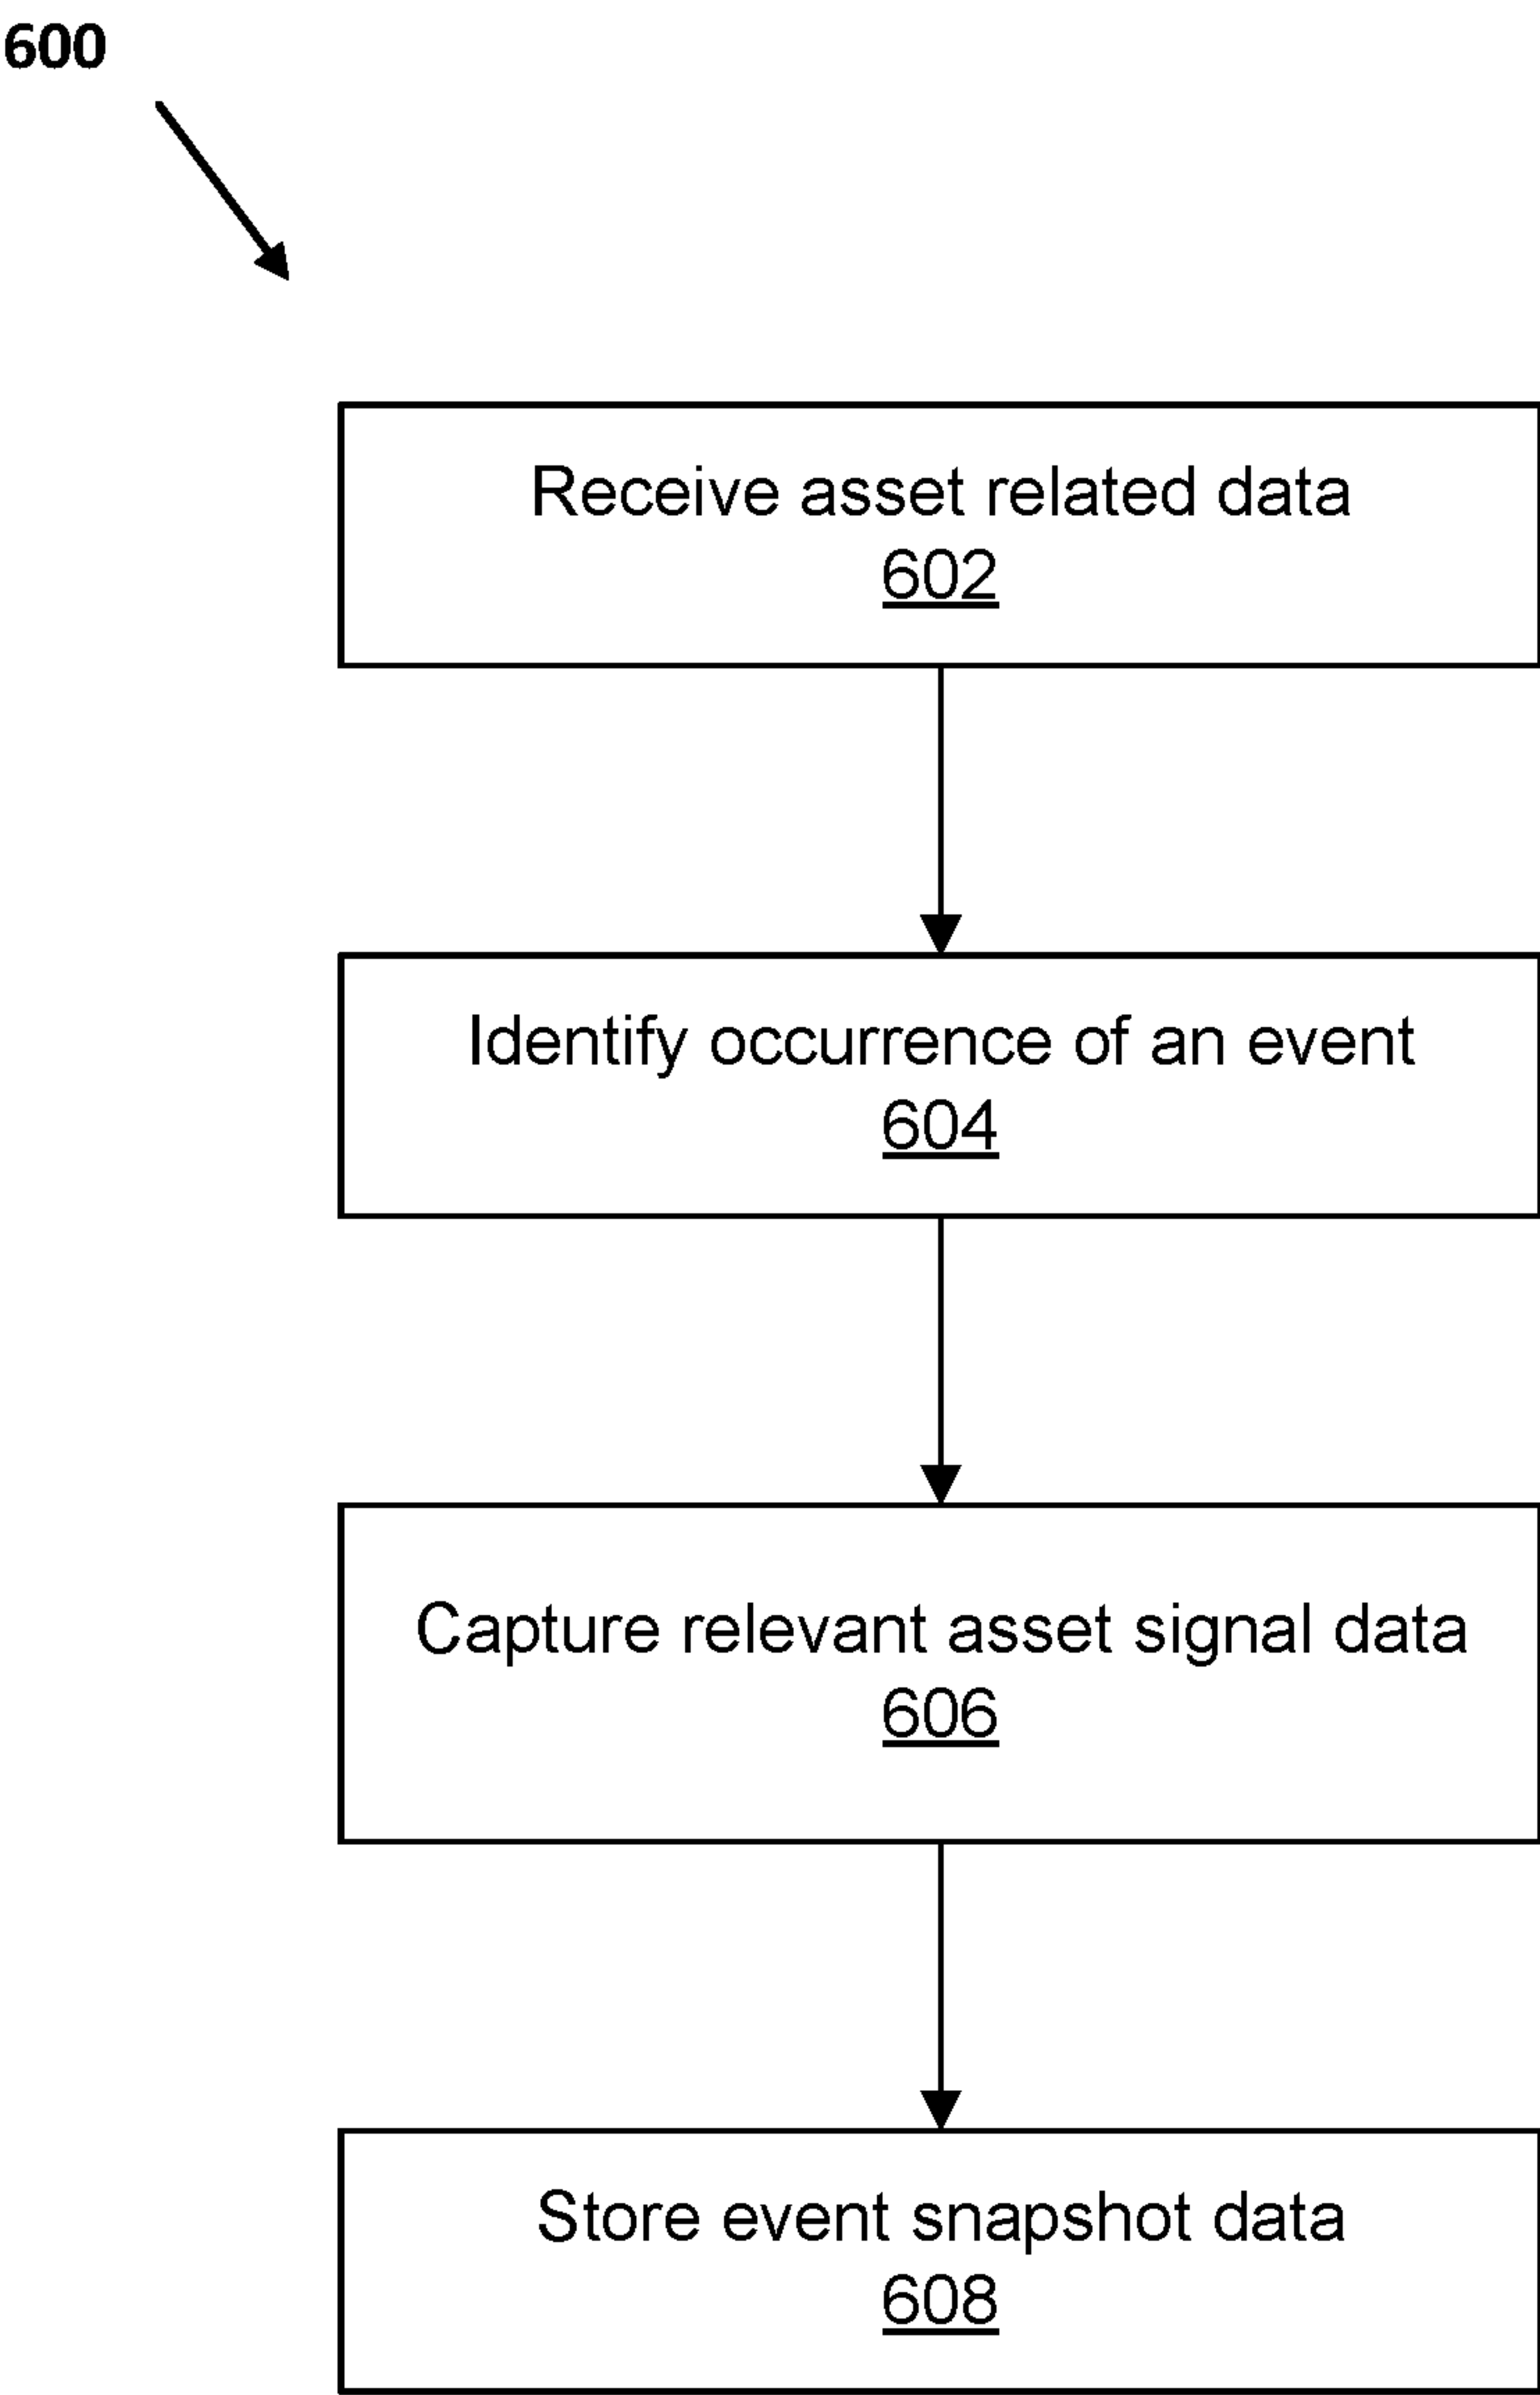 600
Receive asset related data
602
Identify occurrence of an event
604
Capture relevant asset signal data
606
Store event snapshot data
608